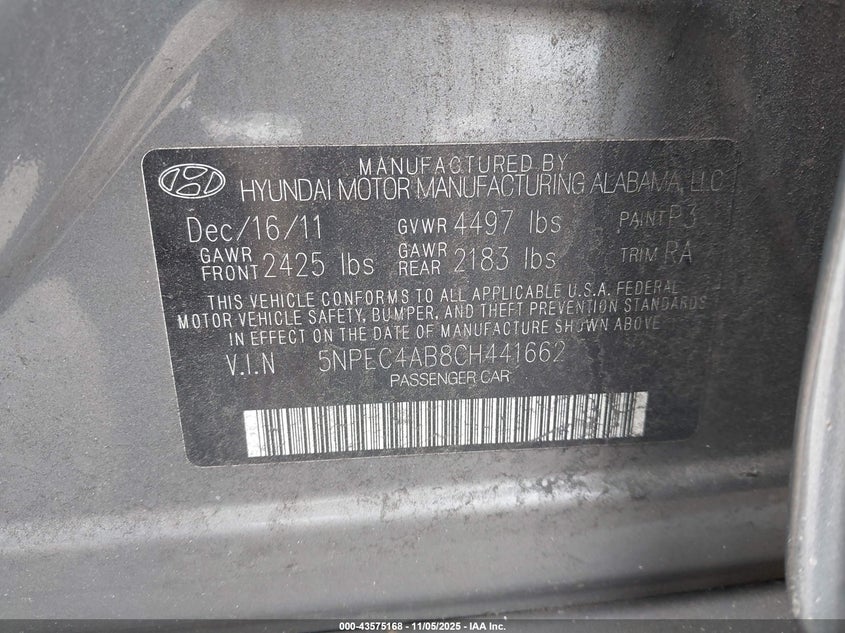 MANUFACTURED BY
HYUNDAI MOTOR MANUFACTURING ALABAMA, LLC
Dec/16/11 GVWR 4497 lbs PAINT P3
GAWR FRONT 2425 lbs GAWR REAR 2183 lbs TRIM RA
THIS VEHICLE CONFORMS TO ALL APPLICABLE U.S.A. FEDERAL
MOTOR VEHICLE SAFETY, BUMPER, AND THEFT PREVENTION STANDARDS
IN EFFECT ON THE DATE OF MANUFACTURE SHOWN ABOVE
V.I.N 5NPEC4AB8CH441662
PASSENGER CAR
000-43575168 - 11/05/2025 - IAA Inc.